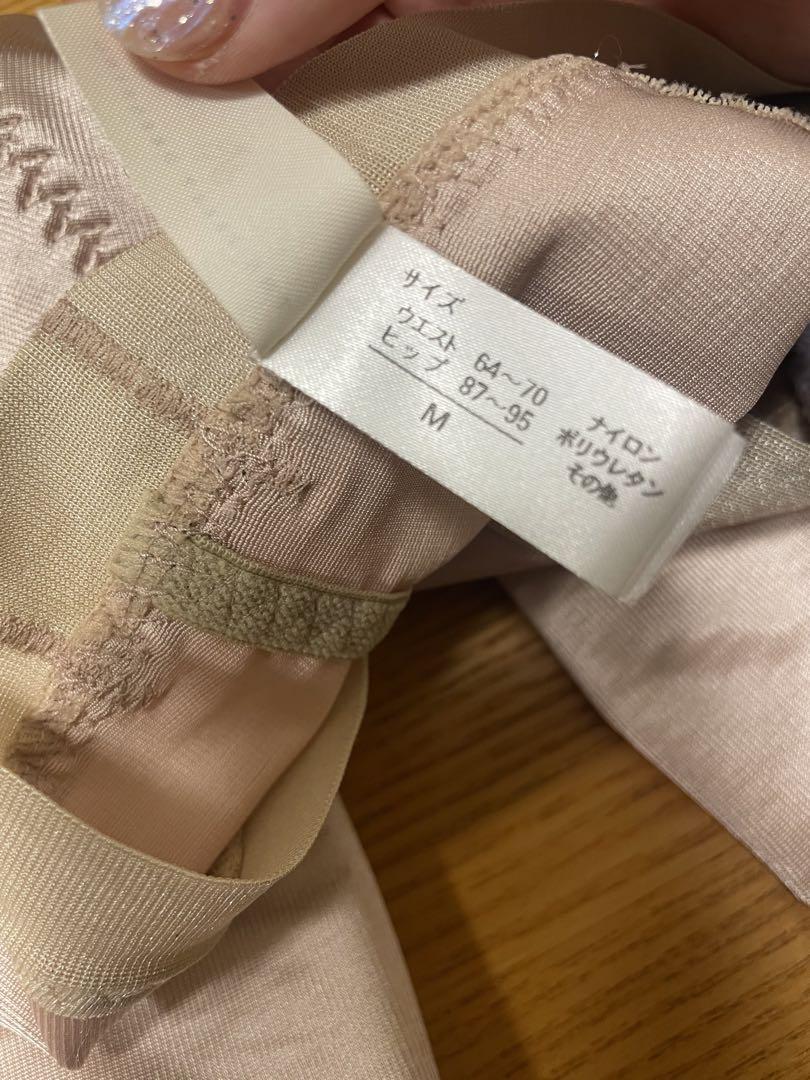 サイズ
ウエスト 64～70
ヒップ 87～95
M
ナイロン
ポリウレタン
その他